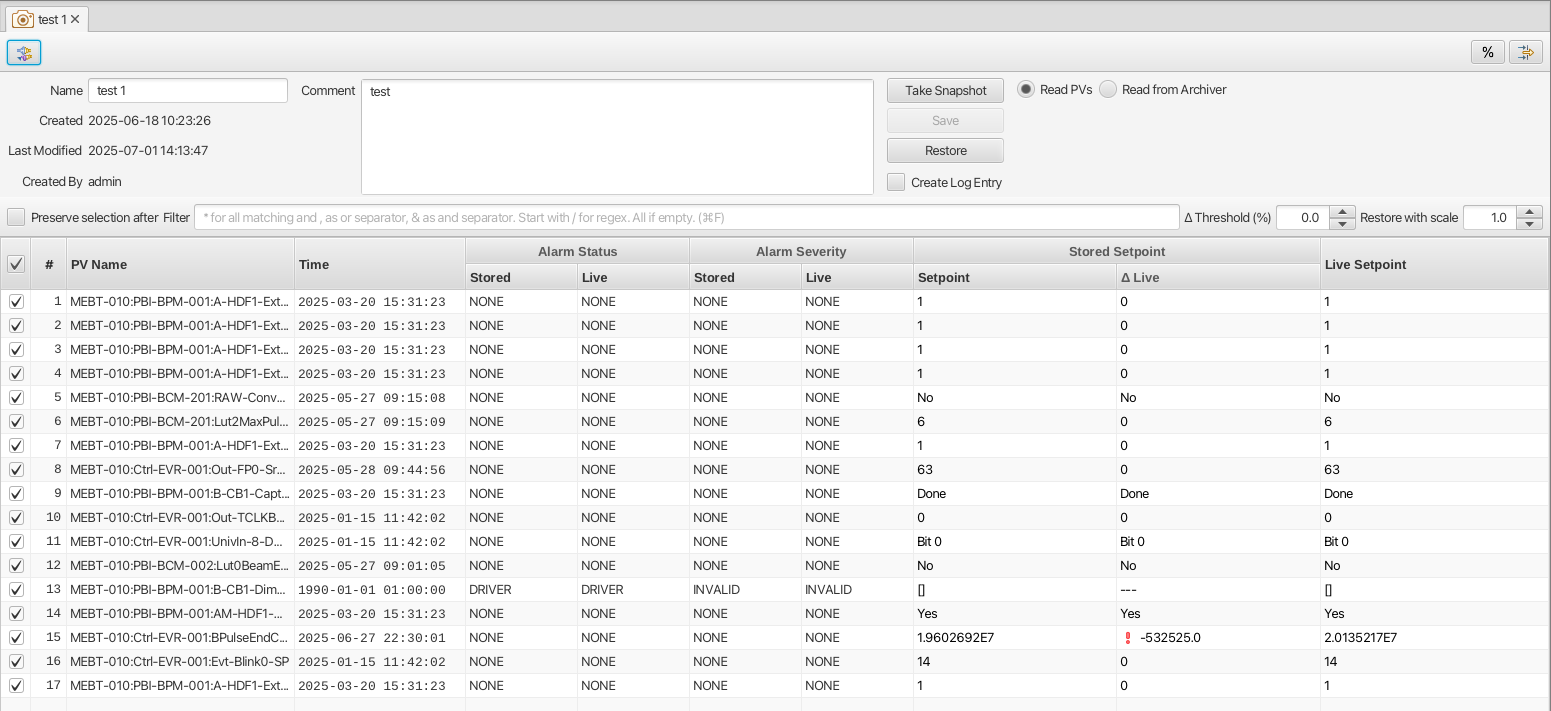 test 1
%
Name test 1 Comment test Take Snapshot Read PVs Read from Archiver
Created 2025-06-18 10:23:26 Save
Last Modified 2025-07-01 14:13:47 Restore
Created By admin Create Log Entry
Preserve selection after Filter * for all matching and , as or separator, & as and separator. Start with / for regex. All if empty. (⌘F) Δ Threshold (%) 0.0 Restore with scale 1.0
# PV Name Time Alarm Status Alarm Severity Stored Setpoint Live Setpoint
Stored Live Stored Live Setpoint Δ Live
1 MEBT-010:PBI-BPM-001:A-HDF1-Ext... 2025-03-20 15:31:23 NONE NONE NONE NONE 1 0 1
2 MEBT-010:PBI-BPM-001:A-HDF1-Ext... 2025-03-20 15:31:23 NONE NONE NONE NONE 1 0 1
3 MEBT-010:PBI-BPM-001:A-HDF1-Ext... 2025-03-20 15:31:23 NONE NONE NONE NONE 1 0 1
4 MEBT-010:PBI-BPM-001:A-HDF1-Ext... 2025-03-20 15:31:23 NONE NONE NONE NONE 1 0 1
5 MEBT-010:PBI-BCM-201:RAW-Conv... 2025-05-27 09:15:08 NONE NONE NONE NONE No No No
6 MEBT-010:PBI-BCM-201:Lut2MaxPul... 2025-05-27 09:15:09 NONE NONE NONE NONE 6 0 6
7 MEBT-010:PBI-BPM-001:A-HDF1-Ext... 2025-03-20 15:31:23 NONE NONE NONE NONE 1 0 1
8 MEBT-010:Ctrl-EVR-001:Out-FP0-Sr... 2025-05-28 09:44:56 NONE NONE NONE NONE 63 0 63
9 MEBT-010:PBI-BPM-001:B-CB1-Capt... 2025-03-20 15:31:23 NONE NONE NONE NONE Done Done Done
10 MEBT-010:Ctrl-EVR-001:Out-TCLKB... 2025-01-15 11:42:02 NONE NONE NONE NONE 0 0 0
11 MEBT-010:Ctrl-EVR-001:UnivIn-8-D... 2025-01-15 11:42:02 NONE NONE NONE NONE Bit 0 Bit 0 Bit 0
12 MEBT-010:PBI-BCM-002:Lut0BeamE... 2025-05-27 09:01:05 NONE NONE NONE NONE No No No
13 MEBT-010:PBI-BPM-001:B-CB1-Dim... 1990-01-01 01:00:00 DRIVER DRIVER INVALID INVALID [] --- []
14 MEBT-010:PBI-BPM-001:AM-HDF1-... 2025-03-20 15:31:23 NONE NONE NONE NONE Yes Yes Yes
15 MEBT-010:Ctrl-EVR-001:BPulseEndC... 2025-06-27 22:30:01 NONE NONE NONE NONE 1.9602692E7 -532525.0 2.0135217E7
16 MEBT-010:Ctrl-EVR-001:Evt-Blink0-SP 2025-01-15 11:42:02 NONE NONE NONE NONE 14 0 14
17 MEBT-010:PBI-BPM-001:A-HDF1-Ext... 2025-03-20 15:31:23 NONE NONE NONE NONE 1 0 1